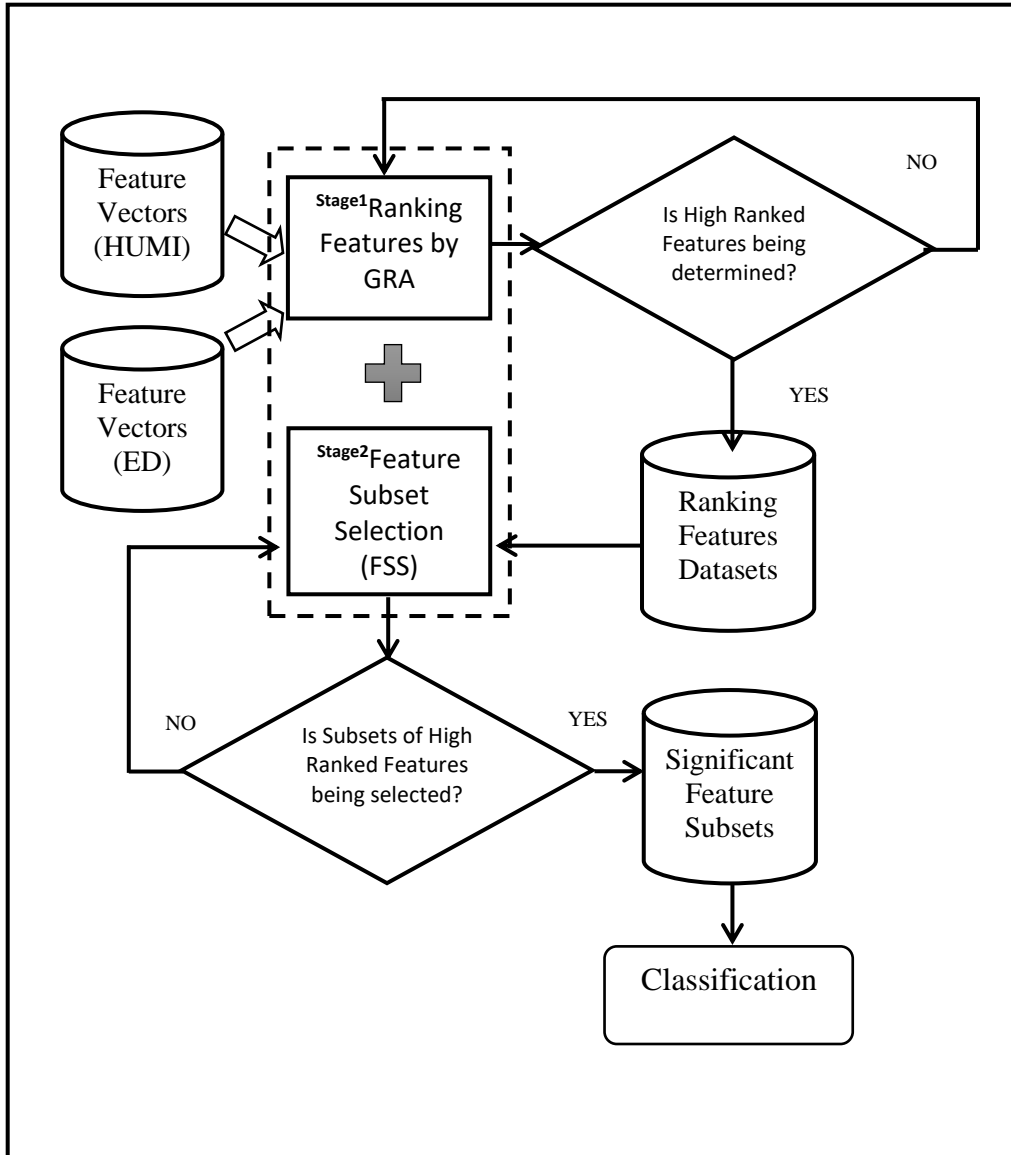 Feature
Vectors
(HUMI)
Stage1Ranking
Features by
GRA
Is High Ranked
Features being
determined?
NO
Feature
Vectors
(ED)
YES
Stage2Feature
Subset
Selection
(FSS)
Ranking
Features
Datasets
NO
Is Subsets of High
Ranked Features
being selected?
YES
Significant
Feature
Subsets
Classification